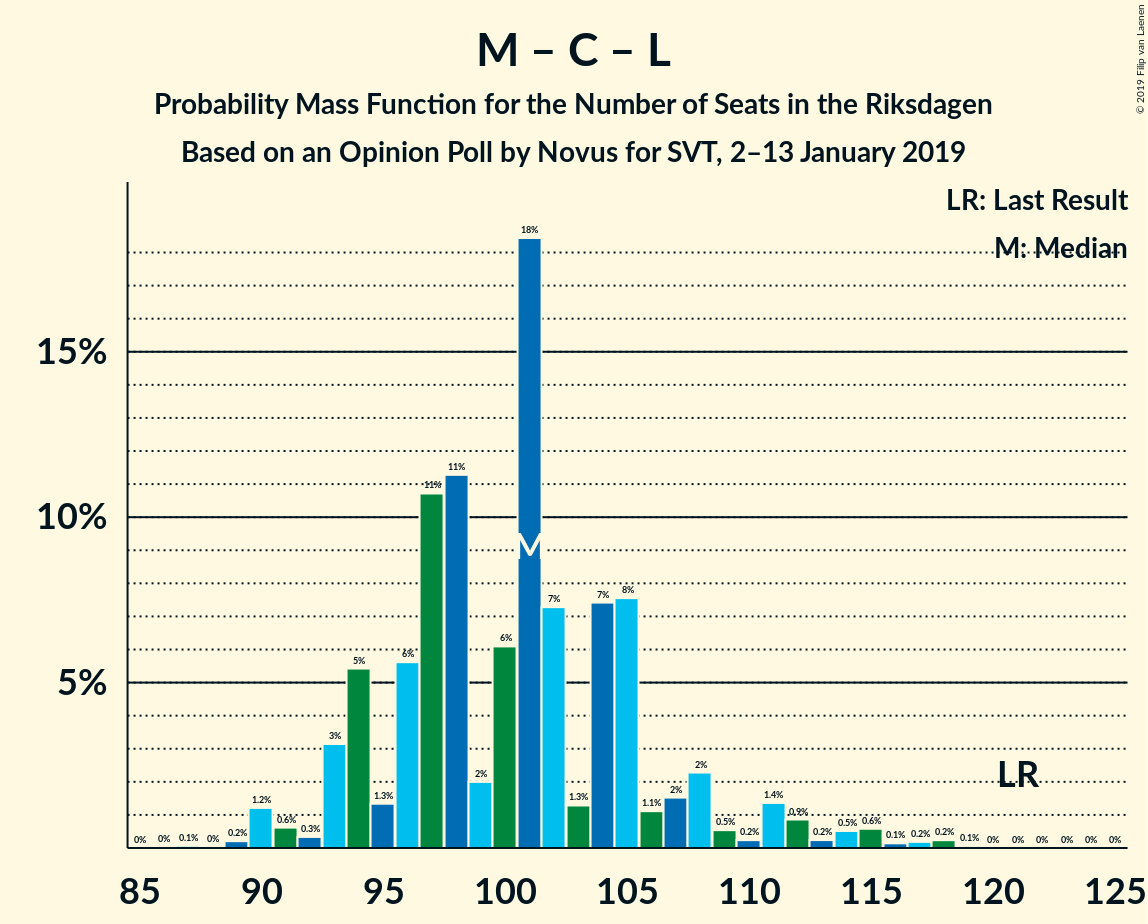 M – C – L
Probability Mass Function for the Number of Seats in the Riksdagen
Based on an Opinion Poll by Novus for SVT, 2–13 January 2019
© 2019 Filip van Laenen
LR: Last Result
M: Median
15%
10%
5%
0% 0% 0.1% 0% 0.2% 1.2% 0.6% 0.3% 3% 5% 1.3% 6% 11% 11% 2% 6% 18% 7% 1.3% 7% 8% 1.1% 2% 2% 0.5% 0.2% 1.4% 0.9% 0.2% 0.5% 0.6% 0.1% 0.2% 0.2% 0.1% 0% 0% 0% 0% 0% 0%
M
LR
85 90 95 100 105 110 115 120 125